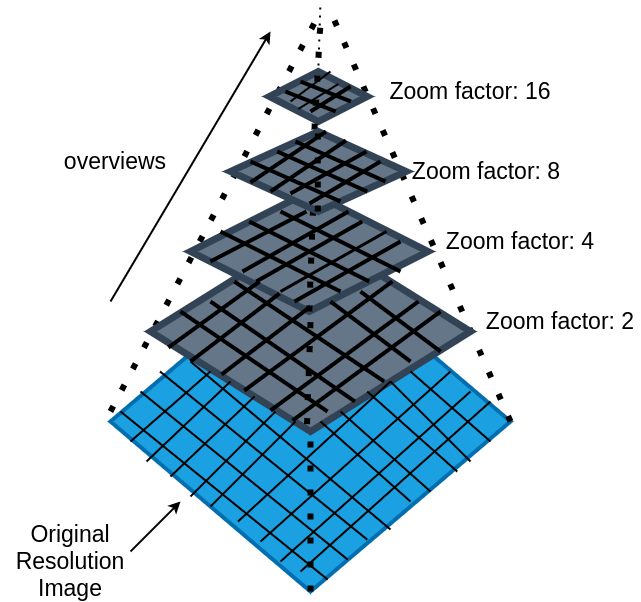 Zoom factor: 16
overviews
Zoom factor: 8
Zoom factor: 4
Zoom factor: 2
Original
Resolution
Image